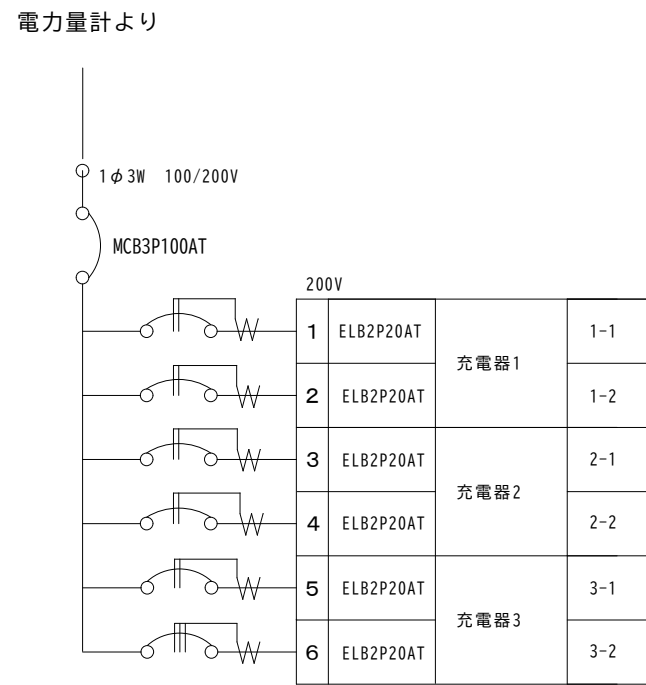 電力量計より
1φ3W 100/200V
MCB3P100AT
200V
1 ELB2P20AT 充電器1 1-1
2 ELB2P20AT 1-2
3 ELB2P20AT 充電器2 2-1
4 ELB2P20AT 2-2
5 ELB2P20AT 充電器3 3-1
6 ELB2P20AT 3-2